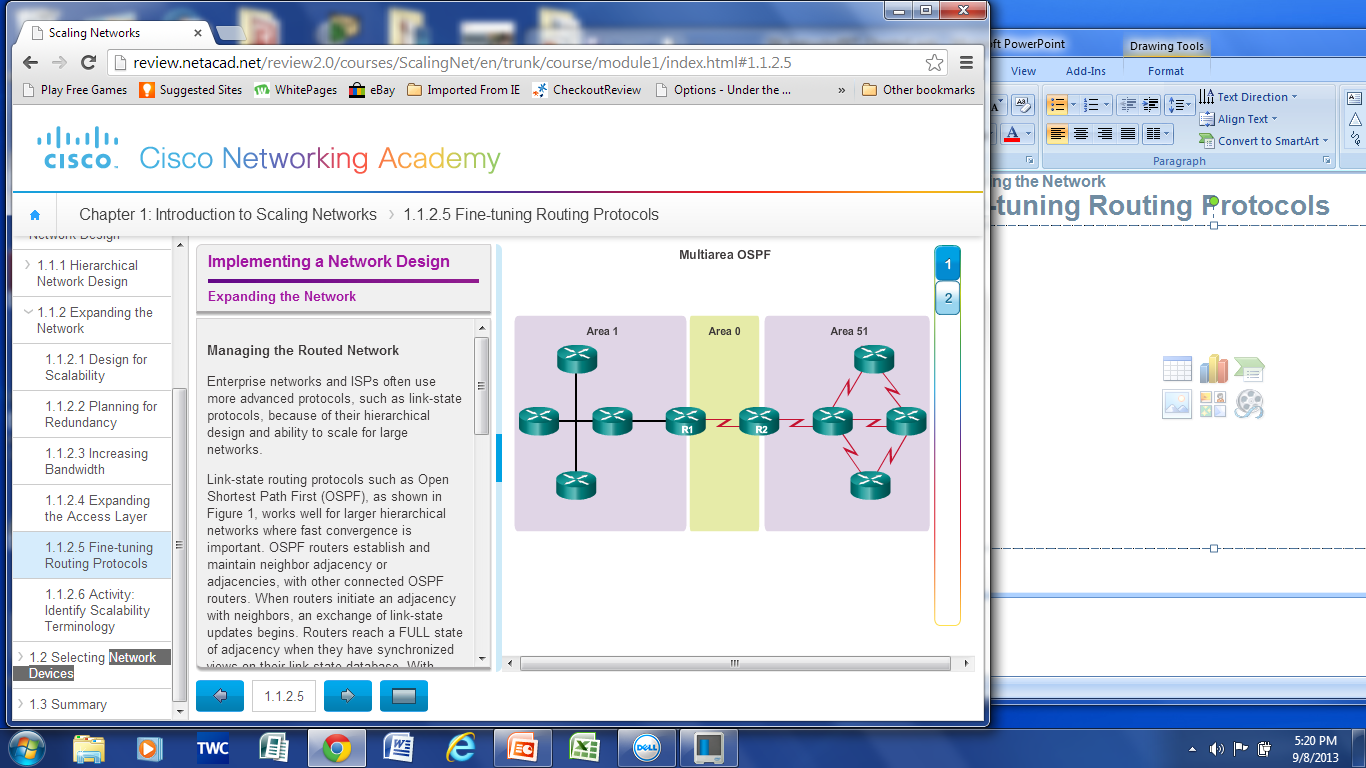 Scaling Networks
review.netacad.net/review2.0/courses/ScalingNet/en/trunk/course/module1/index.html#1.1.2.5
Play Free Games
Suggested Sites
WhitePages
eBay
Imported From IE
CheckoutReview
Options - Under the ...
»
Other bookmarks
cisco.
Cisco Networking Academy
Chapter 1: Introduction to Scaling Networks
1.1.2.5 Fine-tuning Routing Protocols
Network Design
1.1.1 Hierarchical
Network Design
1.1.2 Expanding the
Network
1.1.2.1 Design for
Scalability
1.1.2.2 Planning for
Redundancy
1.1.2.3 Increasing
Bandwidth
1.1.2.4 Expanding
the Access Layer
1.1.2.5 Fine-tuning
Routing Protocols
1.1.2.6 Activity:
Identify Scalability
Terminology
1.2 Selecting Network
Devices
1.3 Summary
Implementing a Network Design
Expanding the Network
Managing the Routed Network
Enterprise networks and ISPs often use
more advanced protocols, such as link-state
protocols, because of their hierarchical
design and ability to scale for large
networks.
Link-state routing protocols such as Open
Shortest Path First (OSPF), as shown in
Figure 1, works well for larger hierarchical
networks where fast convergence is
important. OSPF routers establish and
maintain neighbor adjacency or
adjacencies, with other connected OSPF
routers. When routers initiate an adjacency
with neighbors, an exchange of link-state
updates begins. Routers reach a FULL state
of adjacency when they have synchronized
views on their link-state database. With
1.1.2.5
Multiarea OSPF
Area 1
Area 0
Area 51
R1
R2
1
2
oft PowerPoint
Drawing Tools
View
Add-Ins
Format
Text Direction
Align Text
Convert to SmartArt
Paragraph
ng the Network
-tuning Routing Protocols
TWC
DELL
5:20 PM
9/8/2013